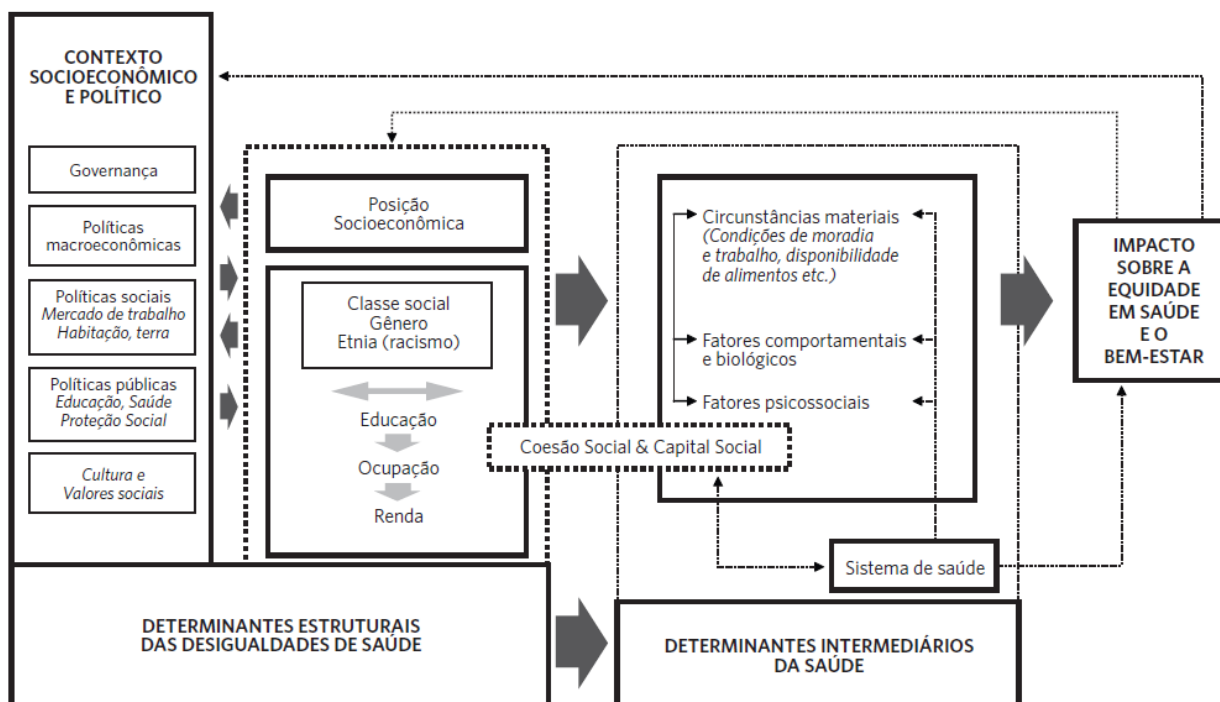 CONTEXTO
SOCIOECONÔMICO
E POLÍTICO
Governança
Políticas
macroeconômicas
Políticas sociais
Mercado de trabalho
Habitação, terra
Políticas públicas
Educação, Saúde
Proteção Social
Cultura e
Valores sociais
Posição
Socioeconômica
Classe social
Gênero
Etnia (racismo)
Educação
Ocupação
Renda
Coesão Social & Capital Social
Circunstâncias materiais
(Condições de moradia
e trabalho, disponibilidade
de alimentos etc.)
Fatores comportamentais
e biológicos
Fatores psicossociais
Sistema de saúde
IMPACTO
SOBRE A
EQUIDADE
EM SAÚDE
E O
BEM-ESTAR
DETERMINANTES ESTRUTURAIS
DAS DESIGUALDADES DE SAÚDE
DETERMINANTES INTERMEDIÁRIOS
DA SAÚDE